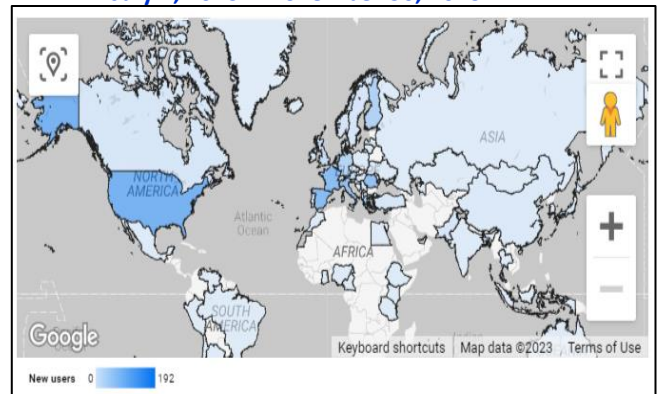 ASIA
NORTH
AMERICA
Atlantic
Ocean
AFRICA
SOUTH
AMERICA
Google
Keyboard shortcuts
Map data ©2023
Terms of Use
New users 0 192